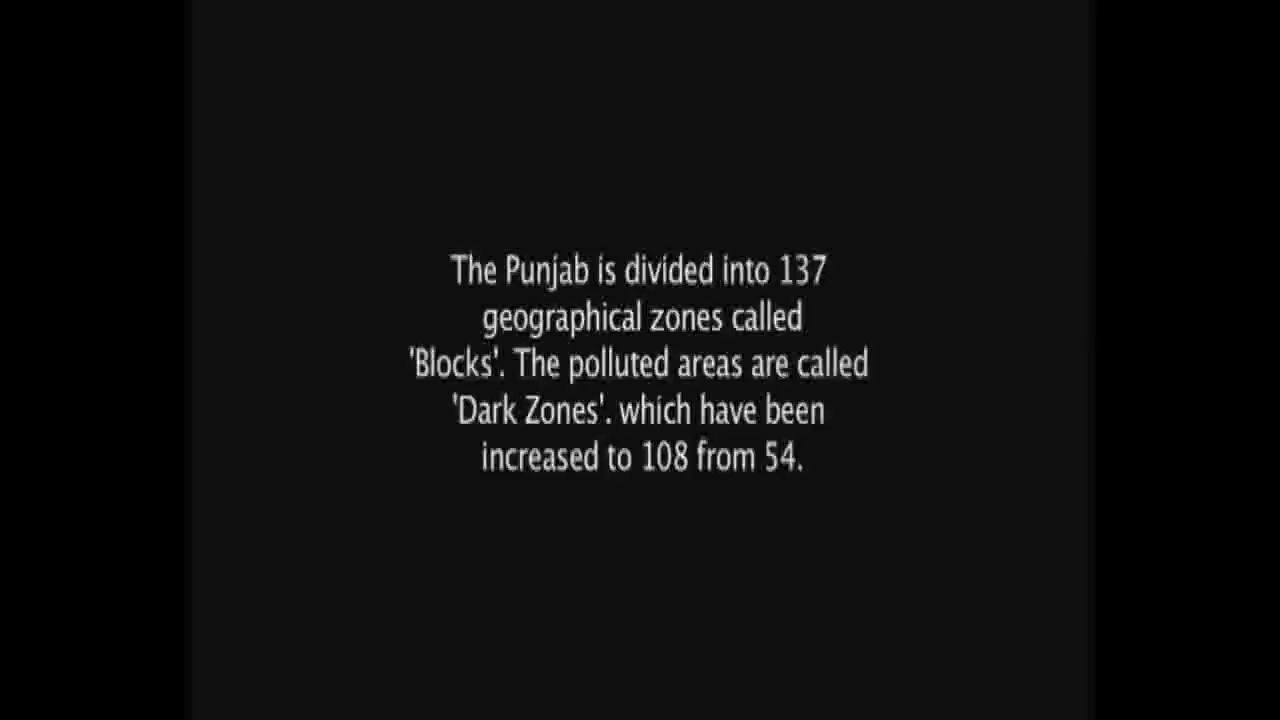 The Punjab is divided into 137
geographical zones called
'Blocks'. The polluted areas are called
'Dark Zones'. which have been
increased to 108 from 54.